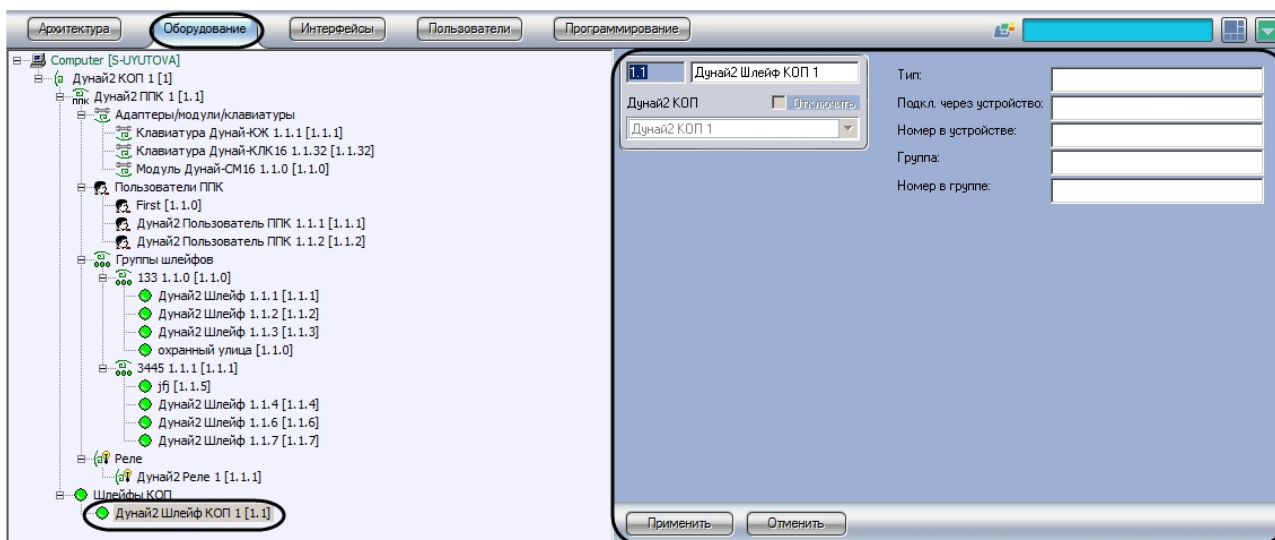 Архитектура Оборудование Интерфейсы Пользователи Программирование
Computer [S-UYUTOVA]
Дунай2 КОП 1 [1]
Дунай2 ППК 1 [1.1]
Адаптеры/модули/клавиатуры
Клавиатура Дунай-КЖ 1.1.1 [1.1.1]
Клавиатура Дунай-КЛК16 1.1.32 [1.1.32]
Модуль Дунай-СМ16 1.1.0 [1.1.0]
Пользователи ППК
First [1.1.0]
Дунай2 Пользователь ППК 1.1.1 [1.1.1]
Дунай2 Пользователь ППК 1.1.2 [1.1.2]
Группы шлейфов
133 1.1.0 [1.1.0]
Дунай2 Шлейф 1.1.1 [1.1.1]
Дунай2 Шлейф 1.1.2 [1.1.2]
Дунай2 Шлейф 1.1.3 [1.1.3]
охранный улица [1.1.0]
3445 1.1.1 [1.1.1]
jfj [1.1.5]
Дунай2 Шлейф 1.1.4 [1.1.4]
Дунай2 Шлейф 1.1.6 [1.1.6]
Дунай2 Шлейф 1.1.7 [1.1.7]
Реле
Дунай2 Реле 1 [1.1.1]
Шлейфы КОП
Дунай2 Шлейф КОП 1 [1.1]
1.1 Дунай2 Шлейф КОП 1
Дунай2 КОП Отключить
Дунай2 КОП 1
Тип:
Подкл. через устройство:
Номер в устройстве:
Группа:
Номер в группе:
Применить Отменить